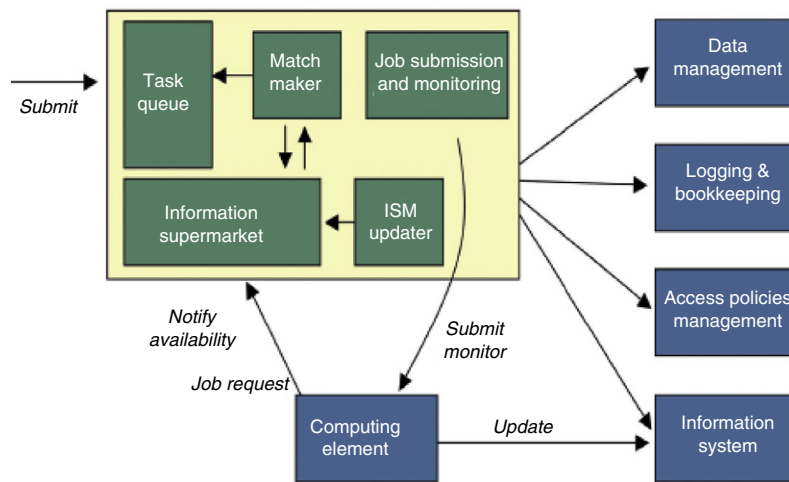 Submit
Task
queue
Match
maker
Job submission
and monitoring
Information
supermarket
ISM
updater
Data
management
Logging &
bookkeeping
Access policies
management
Information
system
Notify
availability
Job request
Submit
monitor
Computing
element
Update